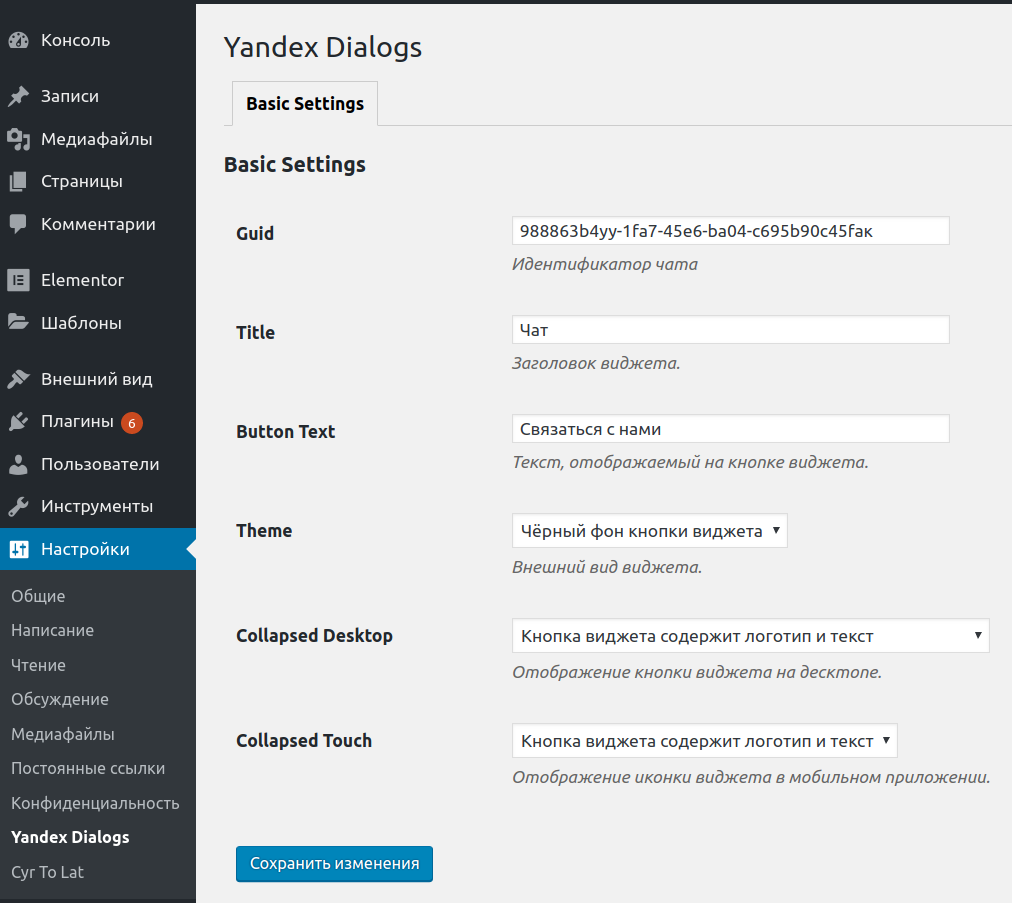 Консоль
Записи
Медиафайлы
Страницы
Комментарии
Elementor
Шаблоны
Внешний вид
Плагины 6
Пользователи
Инструменты
Настройки
Общие
Написание
Чтение
Обсуждение
Медиафайлы
Постоянные ссылки
Конфиденциальность
Yandex Dialogs
Cyr To Lat
Yandex Dialogs
Basic Settings
Basic Settings
Guid
988863b4yy-1fa7-45e6-ba04-c695b90c45faк
Идентификатор чата
Title
Чат
Заголовок виджета.
Button Text
Связаться с нами
Текст, отображаемый на кнопке виджета.
Theme
Чёрный фон кнопки виджета
Внешний вид виджета.
Collapsed Desktop
Кнопка виджета содержит логотип и текст
Отображение кнопки виджета на десктопе.
Collapsed Touch
Кнопка виджета содержит логотип и текст
Отображение иконки виджета в мобильном приложении.
Сохранить изменения